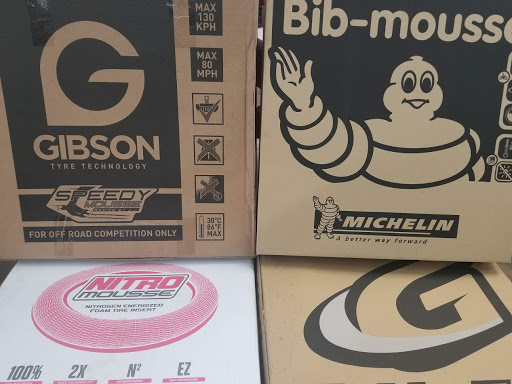 MAX
130
KPH
MAX
80
MPH
G
GIBSON
TYRE TECHNOLOGY
SPEEDY
MOUSSE
FOR OFF ROAD COMPETITION ONLY
30°C
86°F
MAX
Bib-mousse
MICHELIN
A better way forward
NITRO
MOUSSE
NITROGEN ENERGIZED
FOAM TIRE INSERT
100%
2X
N²
EZ
G